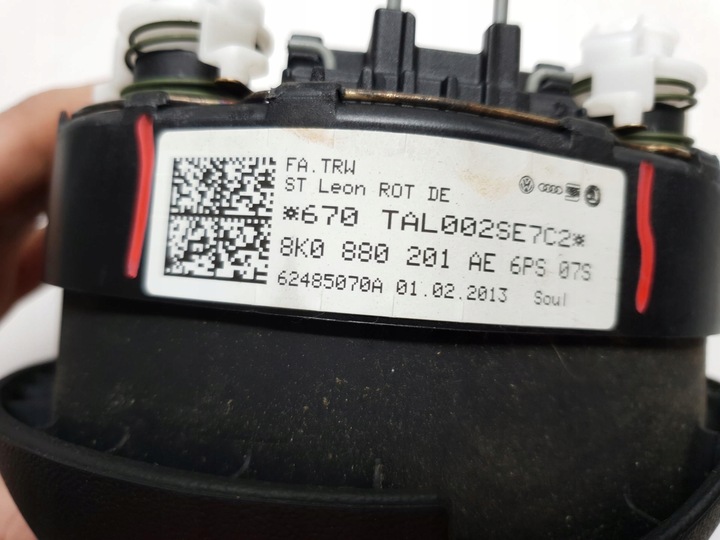 FA.TRW
ST Leon ROT DE
*670 TAL002SE7C2*
8K0 880 201 AE 6PS 07S
62485070A 01.02.2013 Soul